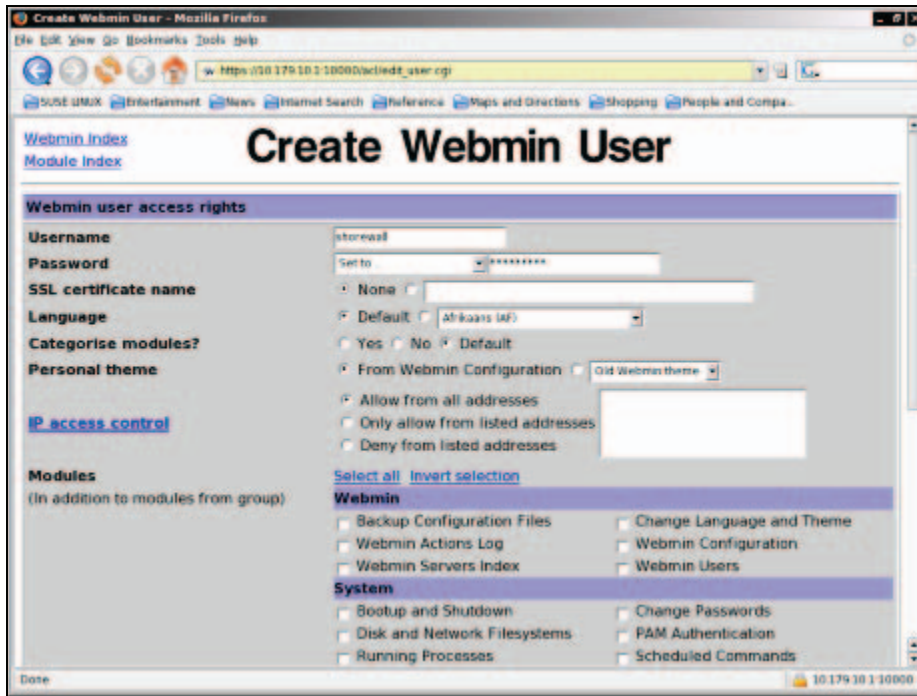 Create Webmin User - Mozilla Firefox
File Edit View Go Bookmarks Tools Help
https://10.179.10.1:10000/acl/edit_user.cgi
SUSE LINUX Entertainment News Internet Search Reference Maps and Directions Shopping People and Compa...
Webmin Index
Module Index
Create Webmin User
Webmin user access rights
Username
Password Set to .. *********
SSL certificate name None
Language Default Afrikaans (AF)
Categorise modules? Yes No Default
Personal theme From Webmin Configuration Old Webmin theme
IP access control Allow from all addresses
Only allow from listed addresses
Deny from listed addresses
Modules Select all Invert selection
(In addition to modules from group) Webmin
Backup Configuration Files Change Language and Theme
Webmin Actions Log Webmin Configuration
Webmin Servers Index Webmin Users
System
Bootup and Shutdown Change Passwords
Disk and Network Filesystems PAM Authentication
Running Processes Scheduled Commands
Done 10.179.10.1:10000